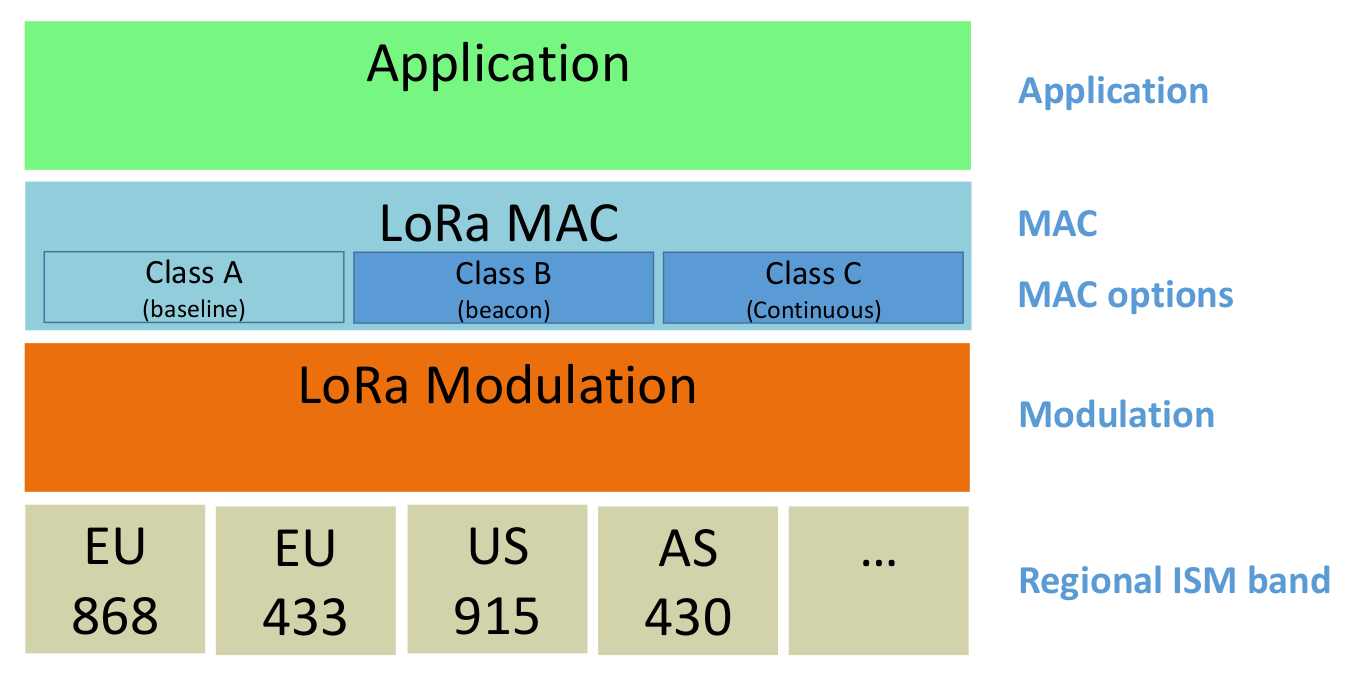 Application
Application
LoRa MAC
MAC
Class A
(baseline)
Class B
(beacon)
Class C
(Continuous)
MAC options
LoRa Modulation
Modulation
EU
868
EU
433
US
915
AS
430
...
Regional ISM band